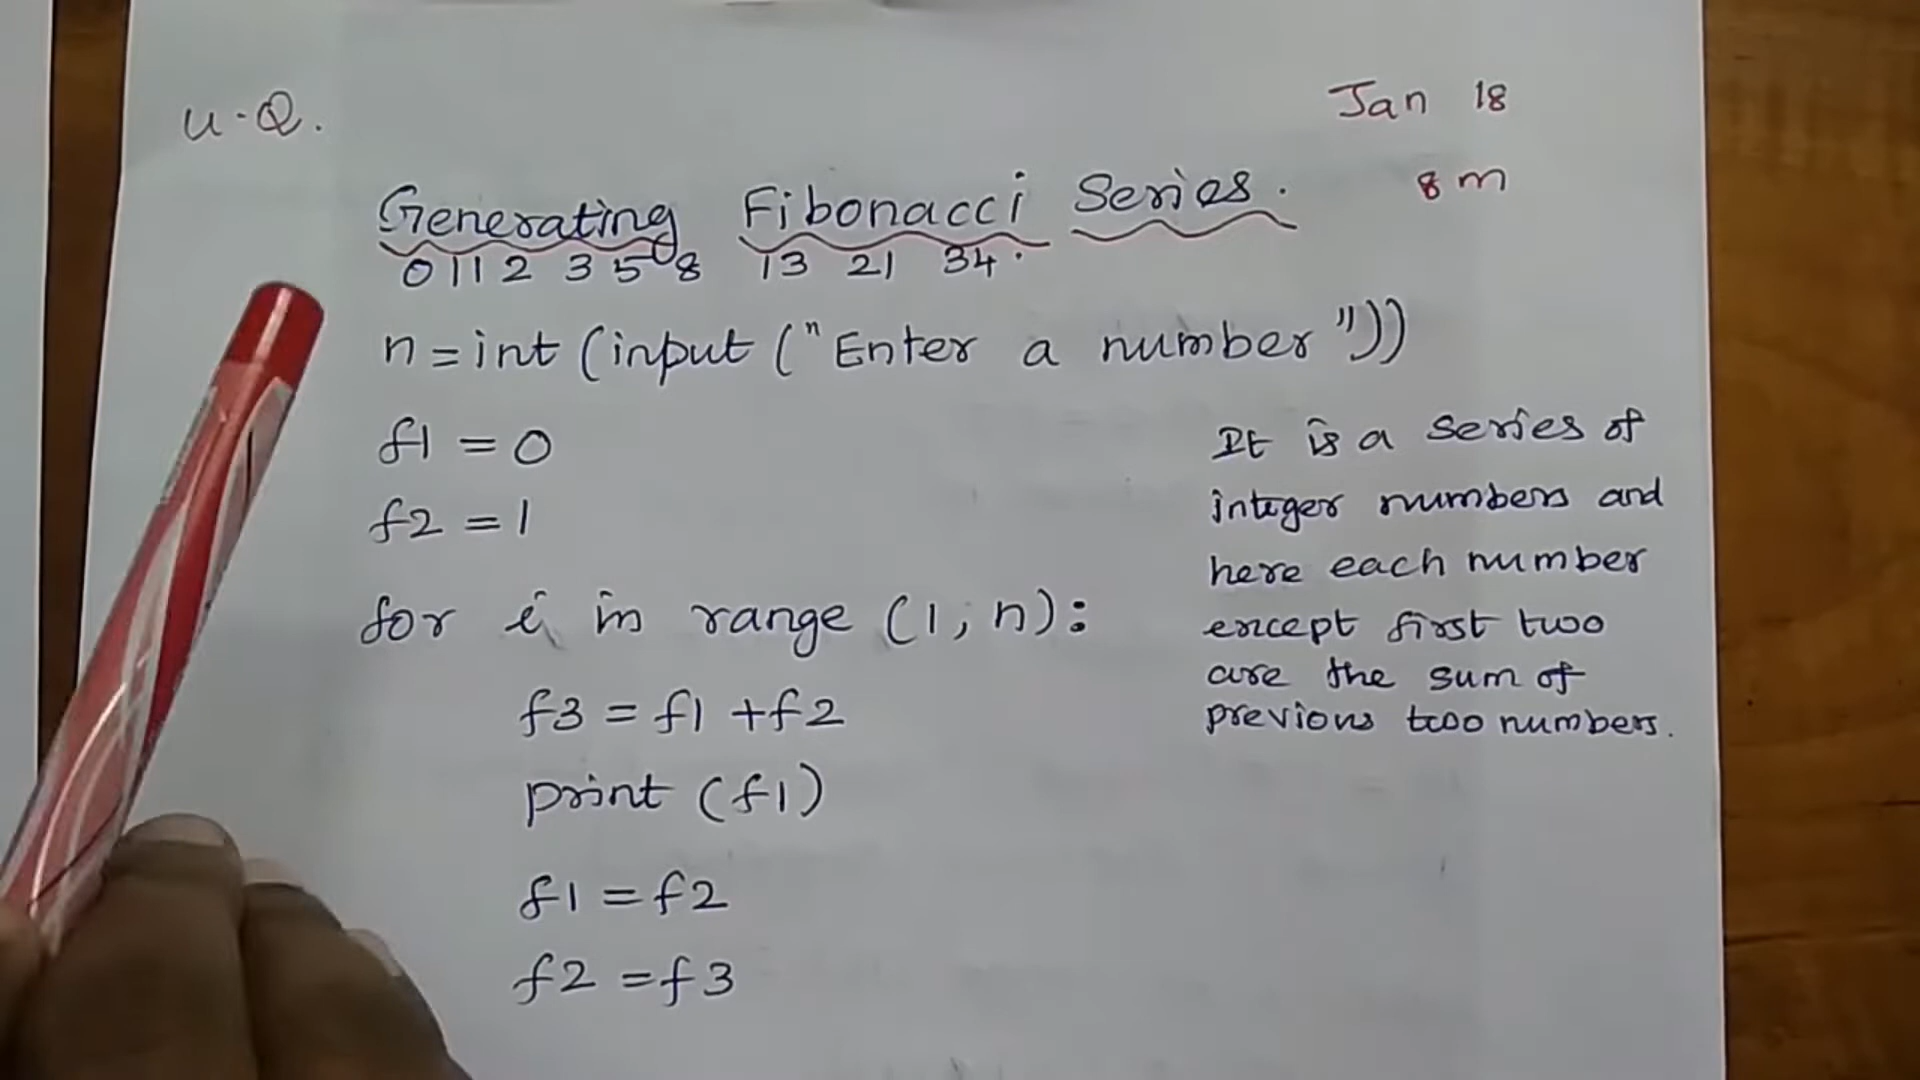 U-Q.
Jan 18
8 m
Generating Fibonacci Series.
0 1 1 2 3 5 8 13 21 34.
n = int (input ("Enter a number"))
f1 = 0
f2 = 1
for i in range (1, n):
f3 = f1 + f2
print (f1)
f1 = f2
f2 = f3
It is a series of
integer numbers and
here each number
except first two
are the sum of
previous two numbers.